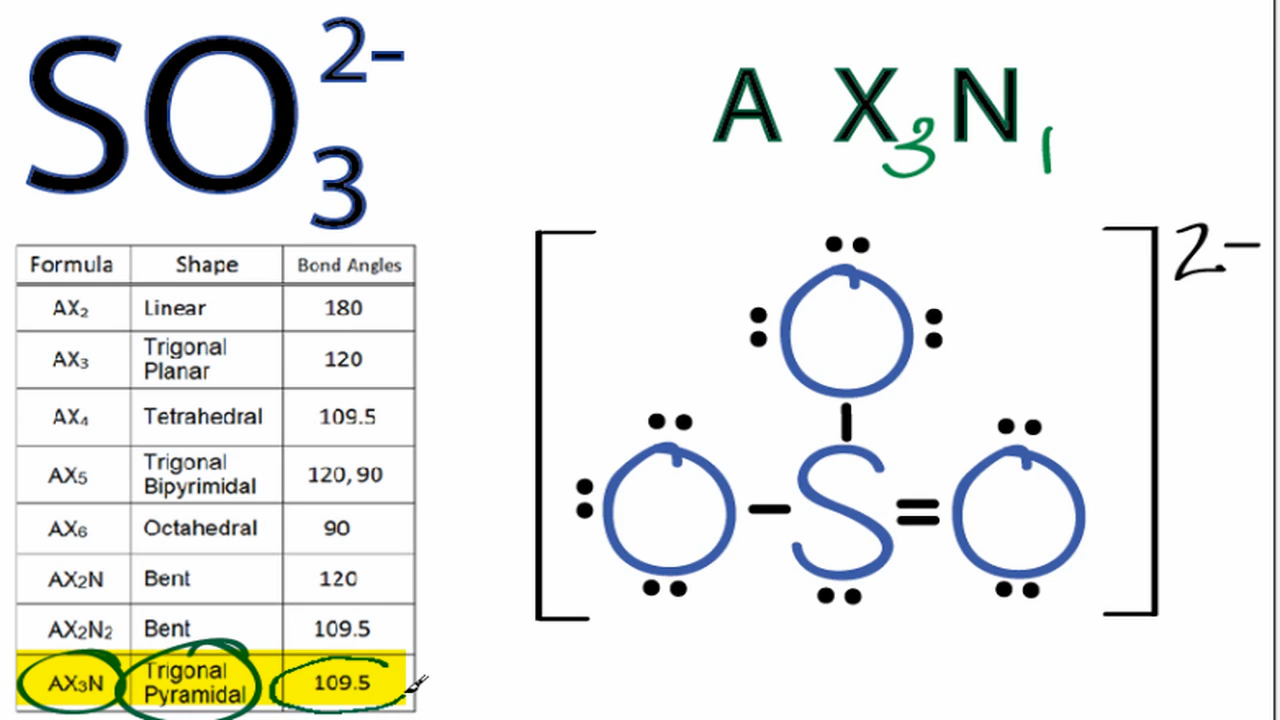 SO₃²⁻
A X₃ N₁
Formula Shape Bond Angles
AX₂ Linear 180
AX₃ Trigonal Planar 120
AX₄ Tetrahedral 109.5
AX₅ Trigonal Bipyrimidal 120, 90
AX₆ Octahedral 90
AX₂N Bent 120
AX₂N₂ Bent 109.5
AX₃N Trigonal Pyramidal 109.5
2-
O
O - S = O